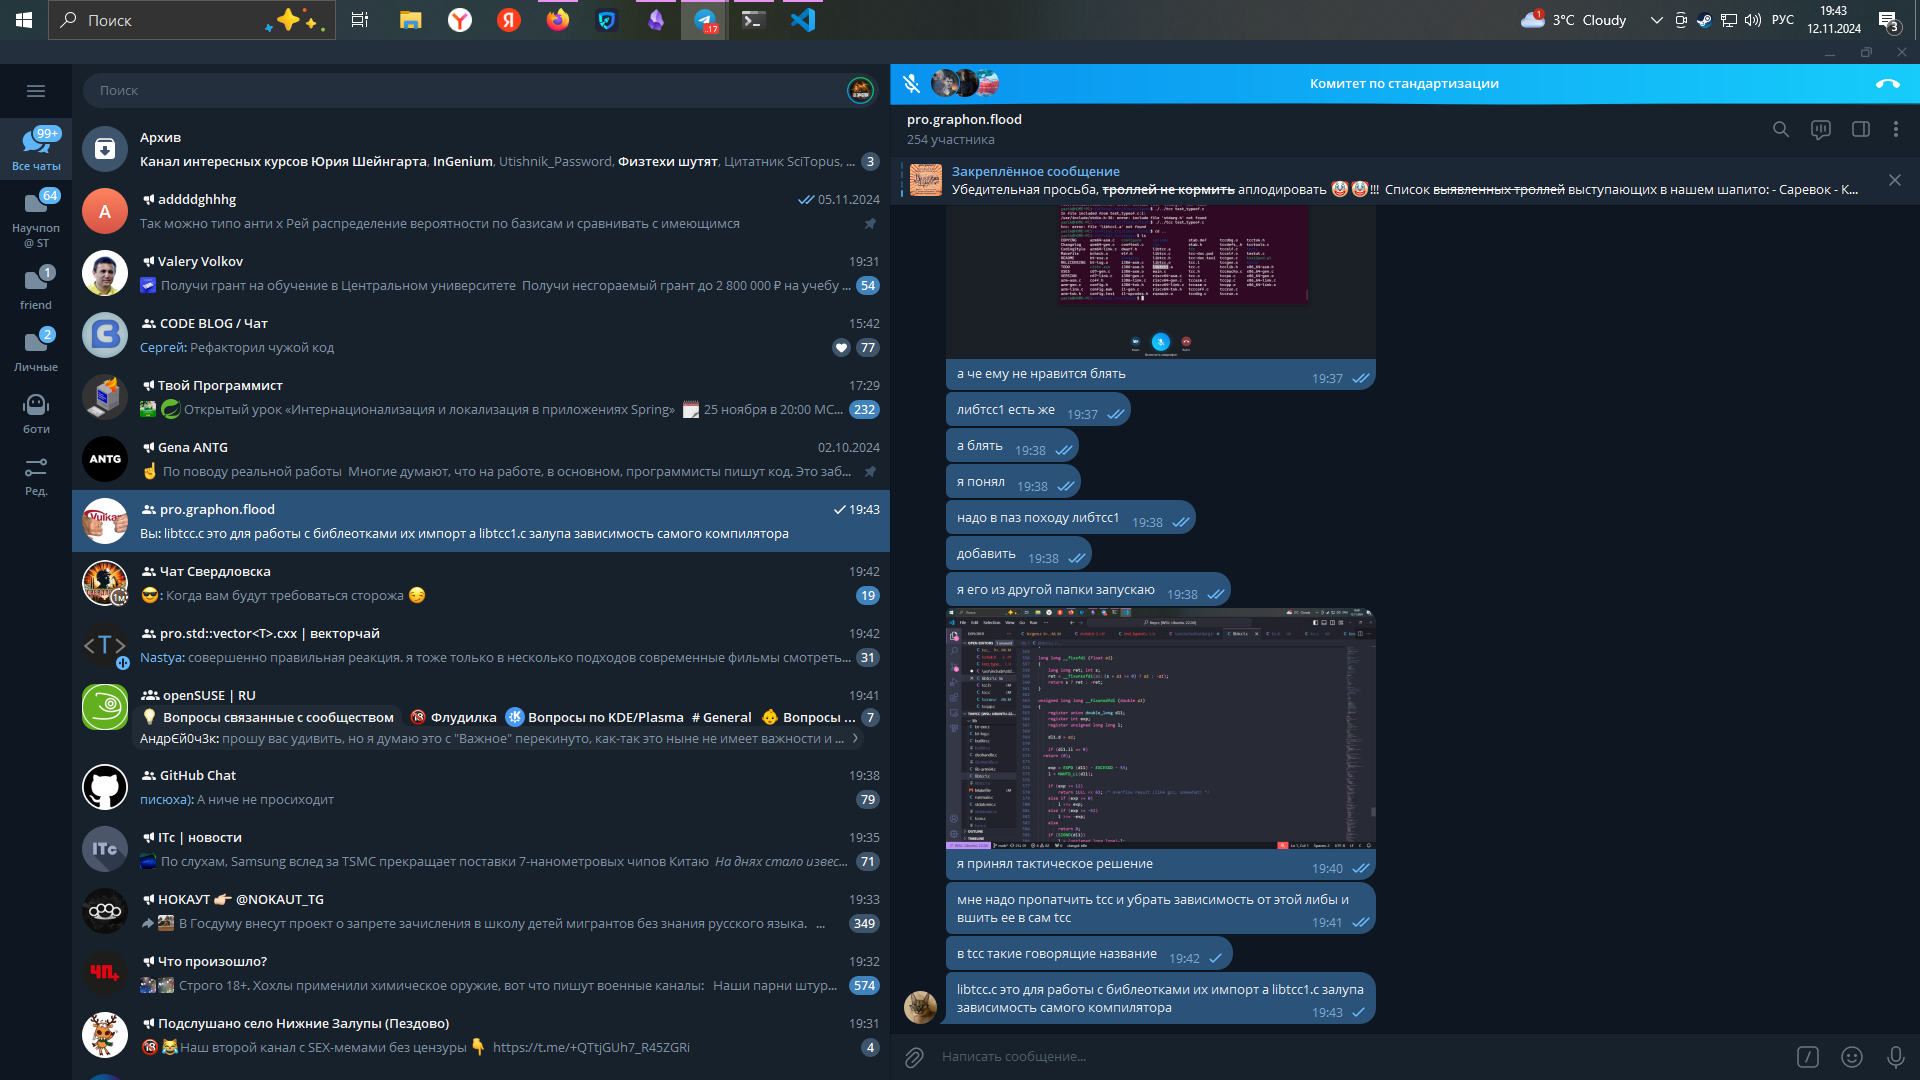 Поиск
3°C Cloudy
РУС
19:43
12.11.2024
3
..17
1
Поиск
99+
Все чаты
64
Научпоп
@ ST
1
friend
2
Личные
боти
Ред.
Архив
Канал интересных курсов Юрия Шейнгарта, InGenium, Utishnik_Password, Физтехи шутят, Цитатник SciTopus, ... 3
A
addddghhhg 05.11.2024
Так можно типо анти х Рей распределение вероятности по базисам и сравнивать с имеющимся
Valery Volkov 19:31
Получи грант на обучение в Центральном университете Получи несгораемый грант до 2 800 000 ₽ на учебу ... 54
CODE BLOG / Чат 15:42
Сергей: Рефакторил чужой код 77
Твой Программист 17:29
Открытый урок «Интернационализация и локализация в приложениях Spring» 25 ноября в 20:00 МС... 232
ANTG
Gena ANTG 02.10.2024
☝ По поводу реальной работы Многие думают, что на работе, в основном, программисты пишут код. Это заб...
pro.graphon.flood 19:43
Вы: libtcc.c это для работы с библеотками их импорт а libtcc1.c залупа зависимость самого компилятора
Чат Свердловска 19:42
😎: Когда вам будут требоваться сторожа 😏 19
1м
<T>
pro.std::vector<T>.cxx | векторчай 19:42
Nastya: совершенно правильная реакция. я тоже только в несколько подходов современные фильмы смотреть... 31
openSUSE | RU 19:41
💡 Вопросы связанные с сообществом 🔞 Флудилка Вопросы по KDE/Plasma # General 👶 Вопросы ... 7
АндрЄй0ч3к: прошу вас удивить, но я думаю это с "Важное" перекинуто, как-так это ныне не имеет важности и ...
GitHub Chat 19:38
писюха): А ниче не просиходит 79
ITc
ITc | новости 19:35
По слухам, Samsung вслед за TSMC прекращает поставки 7-нанометровых чипов Китаю На днях стало извес... 71
НОКАУТ 👉🏻 @NOKAUT_TG 19:33
В Госдуму внесут проект о запрете зачисления в школу детей мигрантов без знания русского языка. ... 349
ЧП+
Что произошло? 19:32
Строго 18+. Хохлы применили химическое оружие, вот что пишут военные каналы: Наши парни штур... 574
Подслушано село Нижние Залупы (Пездово) 19:31
🔞😹Наш второй канал с SEX-мемами без цензуры👇 https://t.me/+QTtjGUh7_R45ZGRi 4
Комитет по стандартизации
pro.graphon.flood
254 участника
Закреплённое сообщение
Убедительная просьба, троллей не кормить аплодировать 🤡🤡!!! Список выявленных троллей выступающих в нашем шапито: - Саревок - К...
а че ему не нравится блять 19:37
либтсс1 есть же 19:37
а блять 19:38
я понял 19:38
надо в паз походу либтсс1 19:38
добавить 19:38
я его из другой папки запускаю 19:38
я принял тактическое решение 19:40
мне надо пропатчить tcc и убрать зависимость от этой либы и
вшить ее в сам tcc 19:41
в tcc такие говорящие название 19:42
libtcc.c это для работы с библеотками их импорт а libtcc1.c залупа
зависимость самого компилятора 19:43
Написать сообщение...